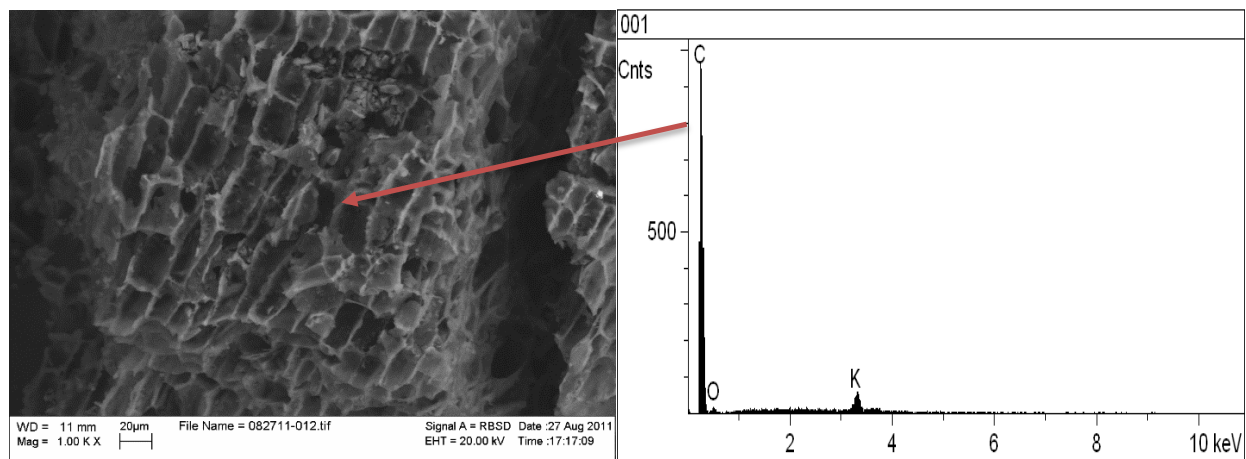 WD = 11 mm 20µm File Name = 082711-012.tif Signal A = RBSD Date :27 Aug 2011
Mag = 1.00 K X EHT = 20.00 kV Time :17:17:09
001
C
Cnts
500
K
O
2 4 6 8 10 keV